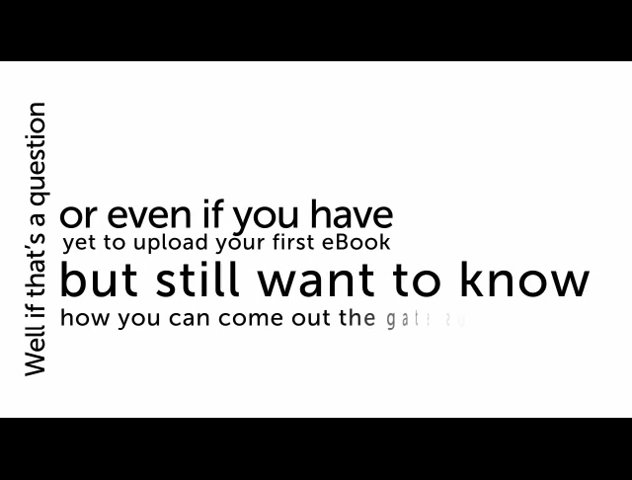 Well if that's a question
or even if you have
yet to upload your first eBook
but still want to know
how you can come out the gate